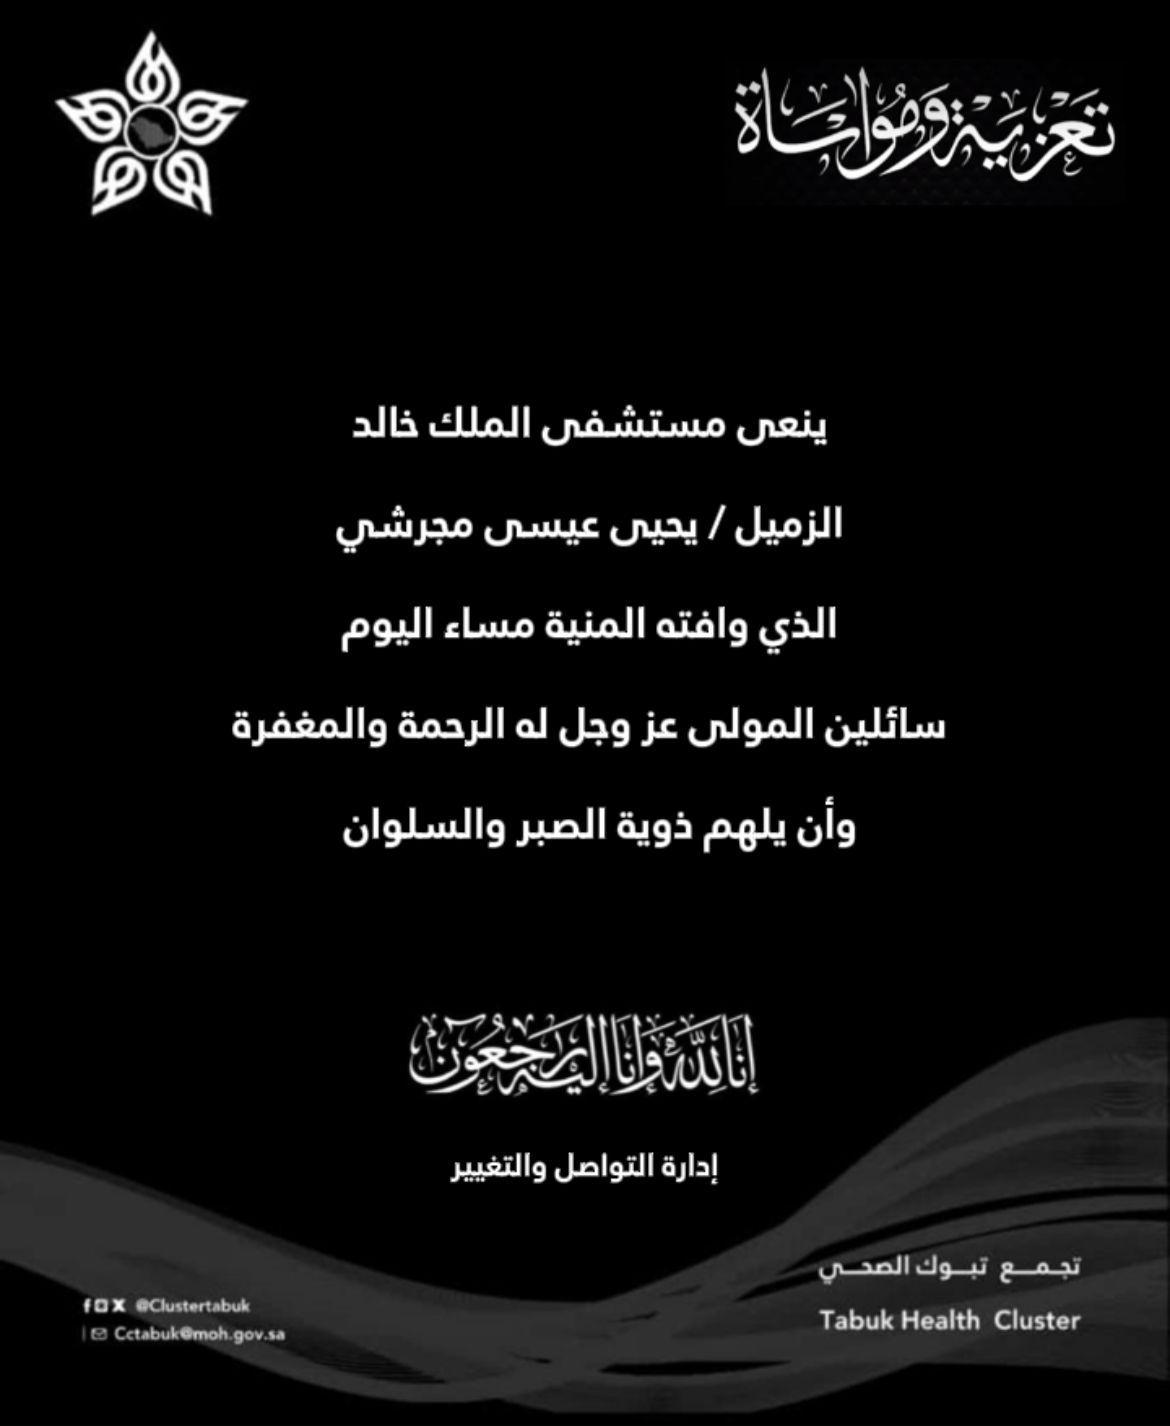 تعزية ومواساة
ينعى مستشفى الملك خالد
الزميل / يحيى عيسى مجرشي
الذي وافته المنية مساء اليوم
سائلين المولى عز وجل له الرحمة والمغفرة
وأن يلهم ذوية الصبر والسلوان
إنا لله وإنا إليه راجعون
إدارة التواصل والتغيير
تجمع تبوك الصحي
Tabuk Health Cluster
@Clustertabuk
Cctabuk@moh.gov.sa